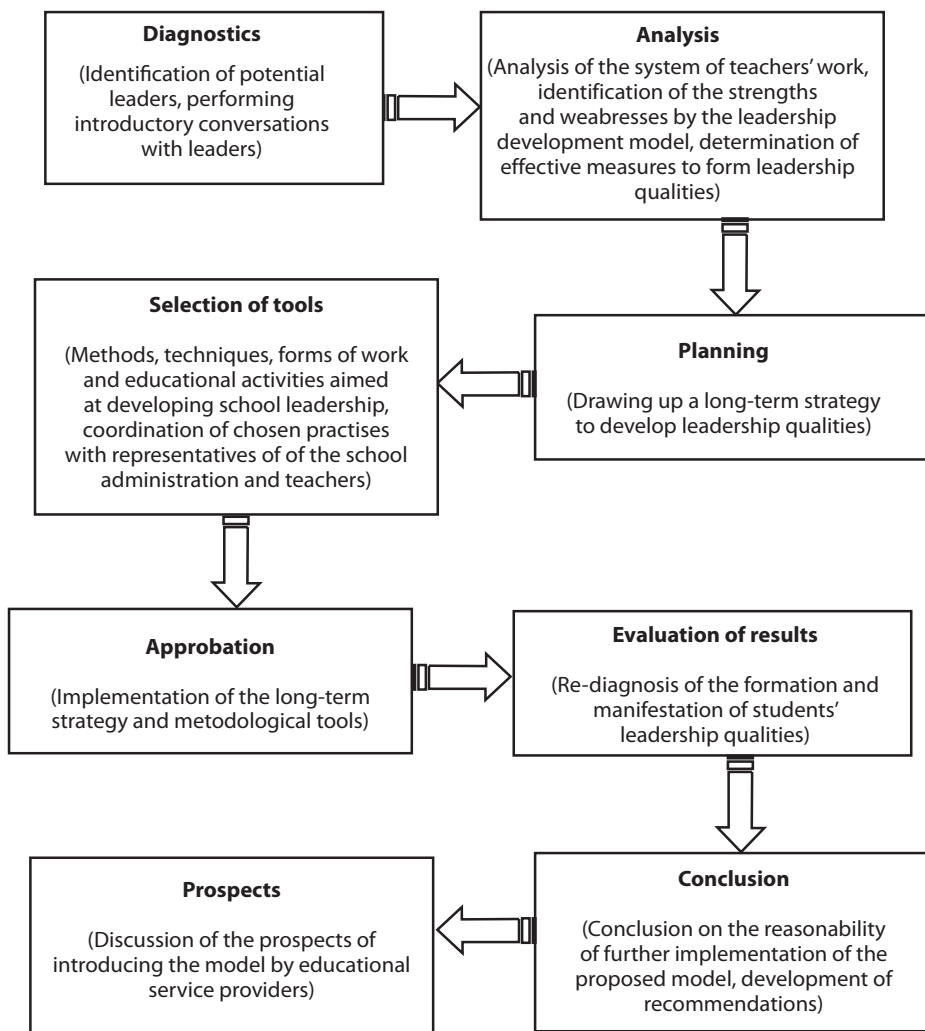 Diagnostics
(Identification of potential
leaders, performing
introductory conversations
with leaders)
Analysis
(Analysis of the system of teachers’ work,
identification of the strengths
and weabresses by the leadership
development model, determination of
effective measures to form leadership
qualities)
Planning
(Drawing up a long-term strategy
to develop leadership qualities)
Selection of tools
(Methods, techniques, forms of work
and educational activities aimed
at developing school leadership,
coordination of chosen practises
with representatives of of the school
administration and teachers)
Approbation
(Implementation of the long-term
strategy and metodological tools)
Evaluation of results
(Re-diagnosis of the formation and
manifestation of students’
leadership qualities)
Conclusion
(Conclusion on the reasonability
of further implementation of the
proposed model, development of
recommendations)
Prospects
(Discussion of the prospects of
introducing the model by educational
service providers)